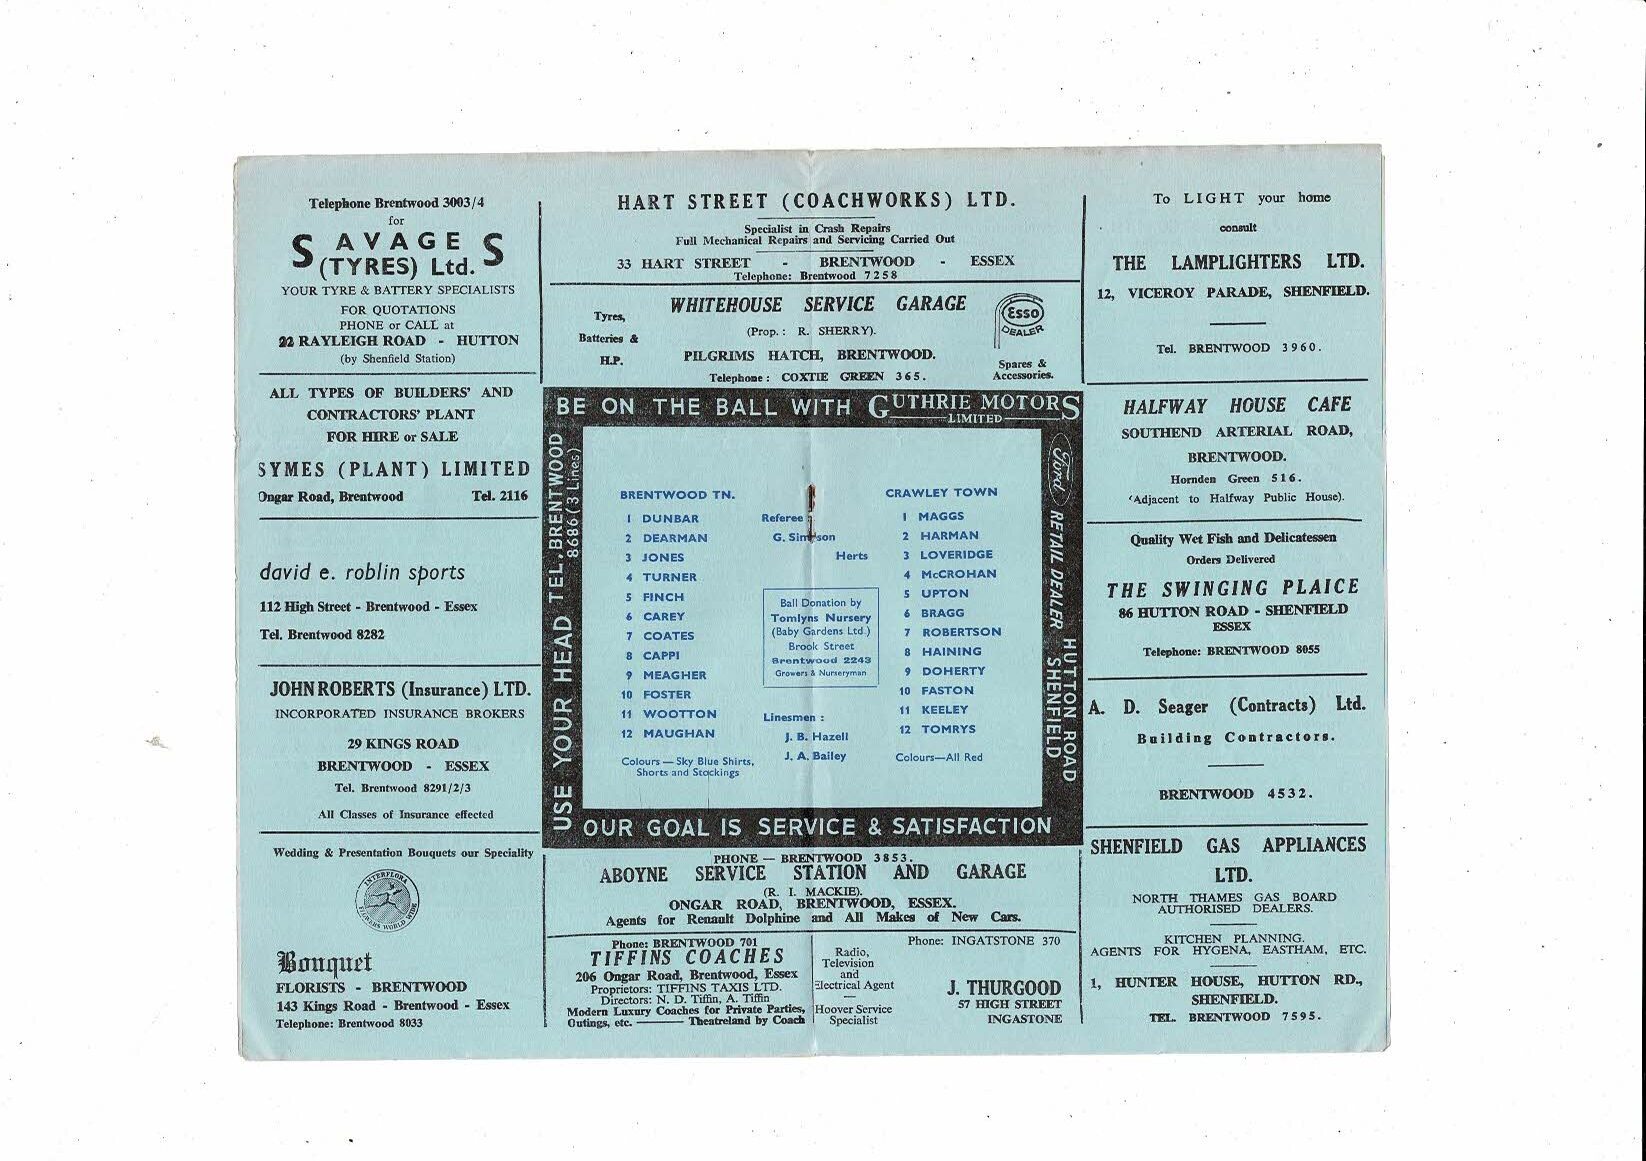 Telephone Brentwood 3003/4
for
SAVAGES
(TYRES) Ltd.
YOUR TYRE & BATTERY SPECIALISTS
FOR QUOTATIONS
PHONE or CALL at
22 RAYLEIGH ROAD - HUTTON
(by Shenfield Station)
ALL TYPES OF BUILDERS' AND
CONTRACTORS' PLANT
FOR HIRE or SALE
SYMES (PLANT) LIMITED
Ongar Road, Brentwood Tel. 2116
david e. roblin sports
112 High Street - Brentwood - Essex
Tel. Brentwood 8282
JOHN ROBERTS (Insurance) LTD.
INCORPORATED INSURANCE BROKERS
29 KINGS ROAD
BRENTWOOD - ESSEX
Tel. Brentwood 8291/2/3
All Classes of Insurance effected
Wedding & Presentation Bouquets our Speciality
INTERFLORA
FLOWERS WORLD WIDE
Bouquet
FLORISTS - BRENTWOOD
143 Kings Road - Brentwood - Essex
Telephone: Brentwood 8033
HART STREET (COACHWORKS) LTD.
Specialist in Crash Repairs
Full Mechanical Repairs and Servicing Carried Out
33 HART STREET - BRENTWOOD - ESSEX
Telephone: Brentwood 7258
WHITEHOUSE SERVICE GARAGE
(Prop.: R. SHERRY).
PILGRIMS HATCH, BRENTWOOD.
Telephone: COXTIE GREEN 365.
Tyres,
Batteries &
H.P.
Esso
DEALER
Spares &
Accessories.
BE ON THE BALL WITH GUTHRIE MOTORS
LIMITED
USE YOUR HEAD TEL. BRENTWOOD
8686 (3 Lines)
BRENTWOOD TN.
1 DUNBAR
2 DEARMAN
3 JONES
4 TURNER
5 FINCH
6 CAREY
7 COATES
8 CAPPI
9 MEAGHER
10 FOSTER
11 WOOTTON
12 MAUGHAN
Colours — Sky Blue Shirts,
Shorts and Stockings
Referee :
G. Simpson
Herts
Ball Donation by
Tomlyns Nursery
(Baby Gardens Ltd.)
Brook Street
Brentwood 2243
Growers & Nurseryman
Linesmen :
J. B. Hazell
J. A. Bailey
CRAWLEY TOWN
1 MAGGS
2 HARMAN
3 LOVERIDGE
4 McCROHAN
5 UPTON
6 BRAGG
7 ROBERTSON
8 HAINING
9 DOHERTY
10 FASTON
11 KEELEY
12 TOMRYS
Colours—All Red
Ford RETAIL DEALER HUTTON ROAD
SHENFIELD
OUR GOAL IS SERVICE & SATISFACTION
PHONE — BRENTWOOD 3853.
ABOYNE SERVICE STATION AND GARAGE
(R. I. MACKIE).
ONGAR ROAD, BRENTWOOD, ESSEX.
Agents for Renault Dolphine and All Makes of New Cars.
Phone: BRENTWOOD 701
TIFFINS COACHES
206 Ongar Road, Brentwood, Essex
Proprietors: TIFFINS TAXIS LTD.
Directors: N. D. Tiffin, A. Tiffin
Modern Luxury Coaches for Private Parties,
Outings, etc. ——— Theatreland by Coach
Radio,
Television
and
Electrical Agent
—
Hoover Service
Specialist
Phone: INGATSTONE 370
J. THURGOOD
57 HIGH STREET
INGASTONE
To LIGHT your home
consult
THE LAMPLIGHTERS LTD.
12, VICEROY PARADE, SHENFIELD.
Tel. BRENTWOOD 3960.
HALFWAY HOUSE CAFE
SOUTHEND ARTERIAL ROAD,
BRENTWOOD.
Hornden Green 516.
(Adjacent to Halfway Public House).
Quality Wet Fish and Delicatessen
Orders Delivered
THE SWINGING PLAICE
86 HUTTON ROAD - SHENFIELD
ESSEX
Telephone: BRENTWOOD 8055
A. D. Seager (Contracts) Ltd.
Building Contractors.
BRENTWOOD 4532.
SHENFIELD GAS APPLIANCES
LTD.
NORTH THAMES GAS BOARD
AUTHORISED DEALERS.
KITCHEN PLANNING.
AGENTS FOR HYGENA, EASTHAM, ETC.
1, HUNTER HOUSE, HUTTON RD.,
SHENFIELD.
TEL. BRENTWOOD 7595.